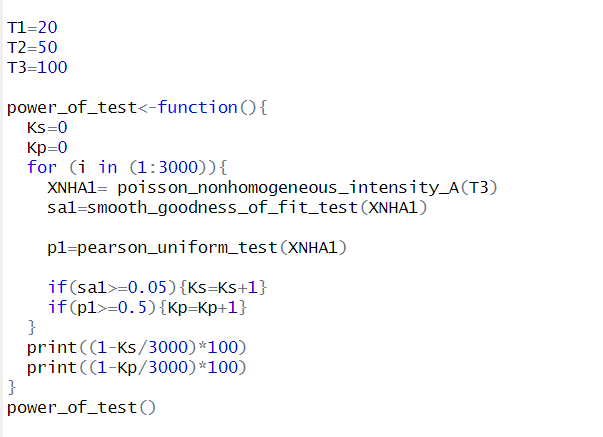 T1=20
T2=50
T3=100
power_of_test<-function(){
  Ks=0
  Kp=0
  for (i in (1:3000)){
    XNHA1= poisson_nonhomogeneous_intensity_A(T3)
    sa1=smooth_goodness_of_fit_test(XNHA1)
    p1=pearson_uniform_test(XNHA1)
    if(sa1>=0.05){Ks=Ks+1}
    if(p1>=0.5){Kp=Kp+1}
  }
  print((1-Ks/3000)*100)
  print((1-Kp/3000)*100)
}
power_of_test()